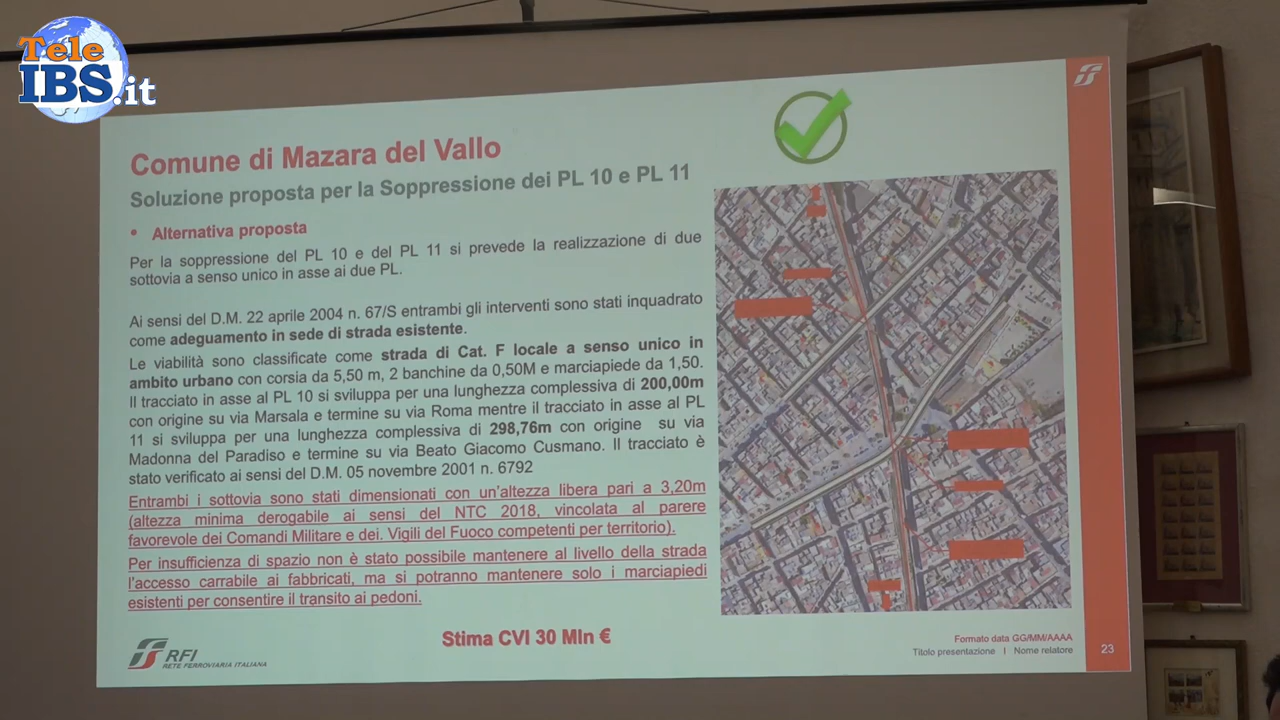 Tele
IBS.it
Comune di Mazara del Vallo
Soluzione proposta per la Soppressione dei PL 10 e PL 11
• Alternativa proposta
Per la soppressione del PL 10 e del PL 11 si prevede la realizzazione di due
sottovia a senso unico in asse ai due PL.
Ai sensi del D.M. 22 aprile 2004 n. 67/S entrambi gli interventi sono stati inquadrato
come adeguamento in sede di strada esistente.
Le viabilità sono classificate come strada di Cat. F locale a senso unico in
ambito urbano con corsia da 5,50 m, 2 banchine da 0,50M e marciapiede da 1,50.
Il tracciato in asse al PL 10 si sviluppa per una lunghezza complessiva di 200,00m
con origine su via Marsala e termine su via Roma mentre il tracciato in asse al PL
11 si sviluppa per una lunghezza complessiva di 298,76m con origine su via
Madonna del Paradiso e termine su via Beato Giacomo Cusmano. Il tracciato è
stato verificato ai sensi del D.M. 05 novembre 2001 n. 6792
Entrambi i sottovia sono stati dimensionati con un'altezza libera pari a 3,20m
(altezza minima derogabile ai sensi del NTC 2018, vincolata al parere
favorevole dei Comandi Militare e dei. Vigili del Fuoco competenti per territorio).
Per insufficienza di spazio non è stato possibile mantenere al livello della strada
l'accesso carrabile ai fabbricati, ma si potranno mantenere solo i marciapiedi
esistenti per consentire il transito ai pedoni.
Stima CVI 30 Mln €
RFI
RETE FERROVIARIA ITALIANA
Formato data GG/MM/AAAA
Titolo presentazione | Nome relatore
23